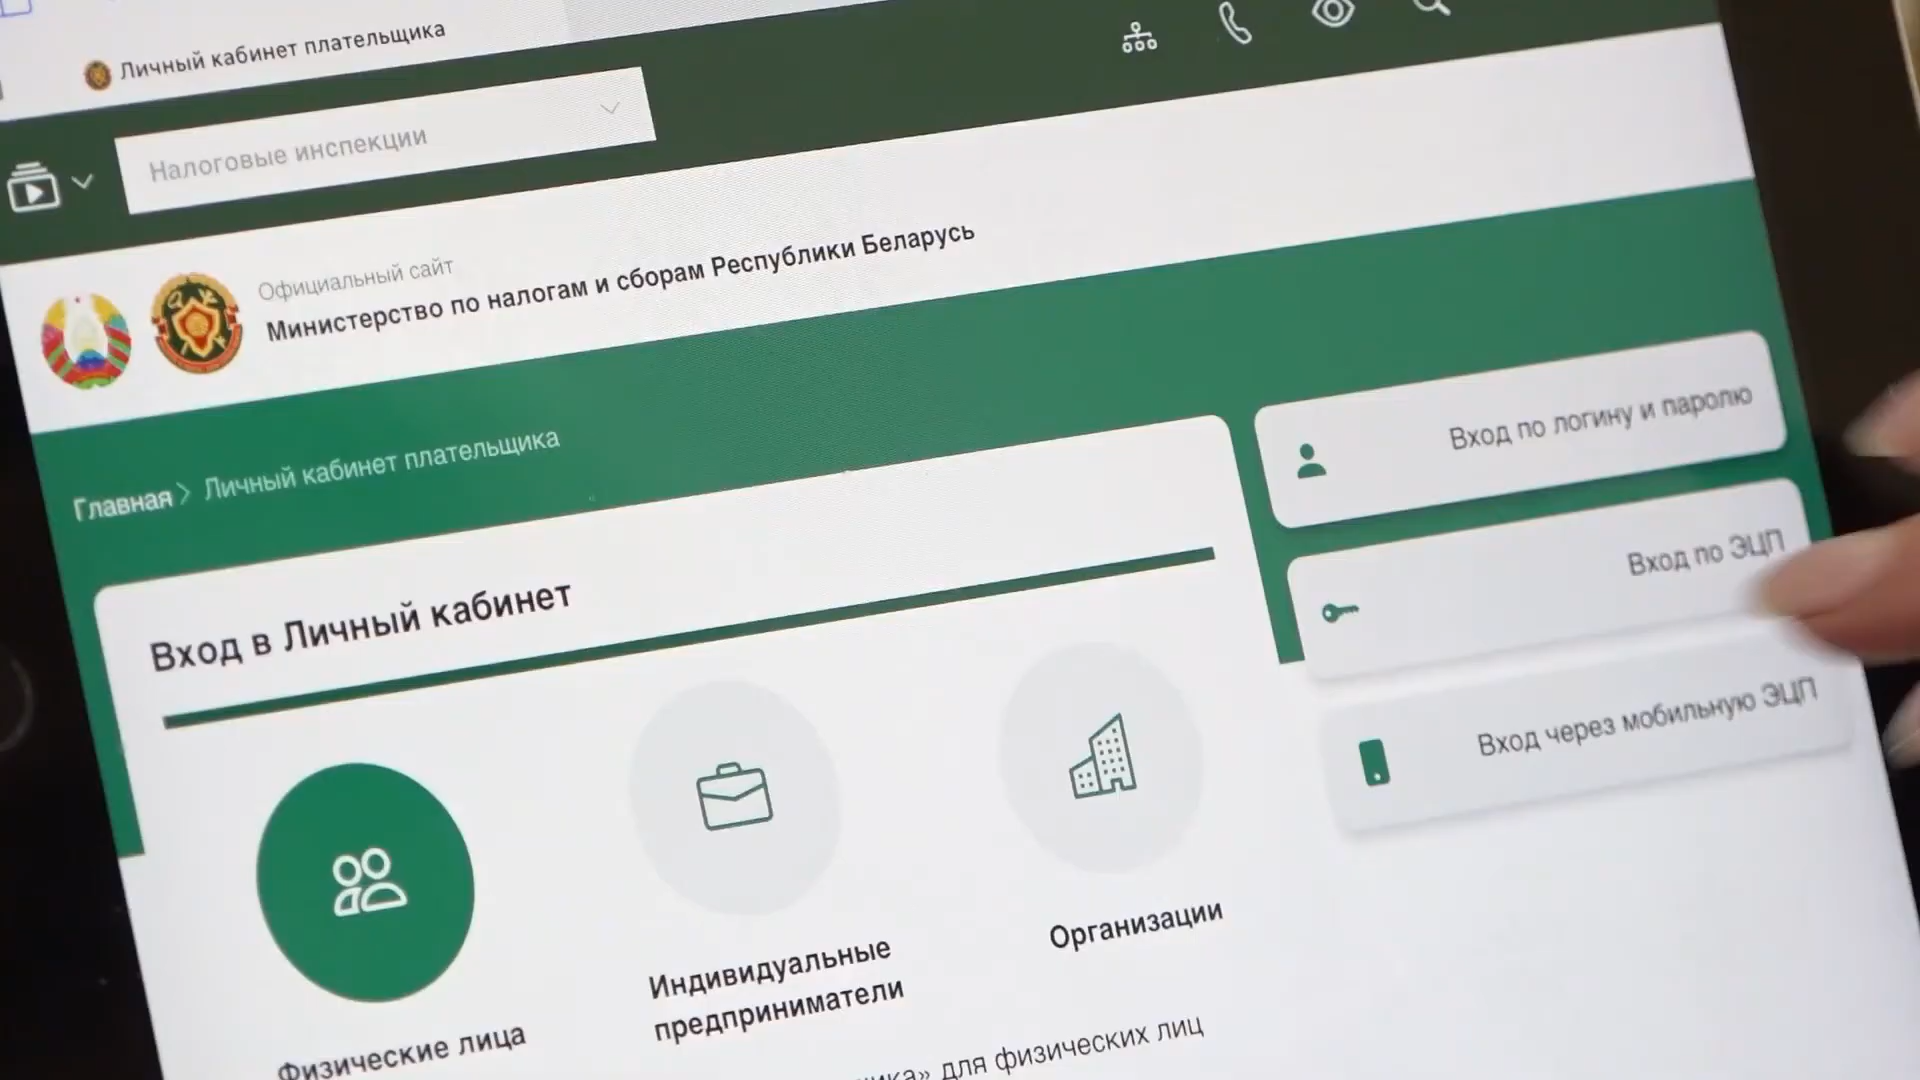 Личный кабинет плательщика
Налоговые инспекции
Официальный сайт
Министерство по налогам и сборам Республики Беларусь
Главная > Личный кабинет плательщика
Вход в Личный кабинет
Физические лица
Индивидуальные
предприниматели
Организации
для физических лиц
Вход по логину и паролю
Вход по ЭЦП
Вход через мобильную ЭЦП